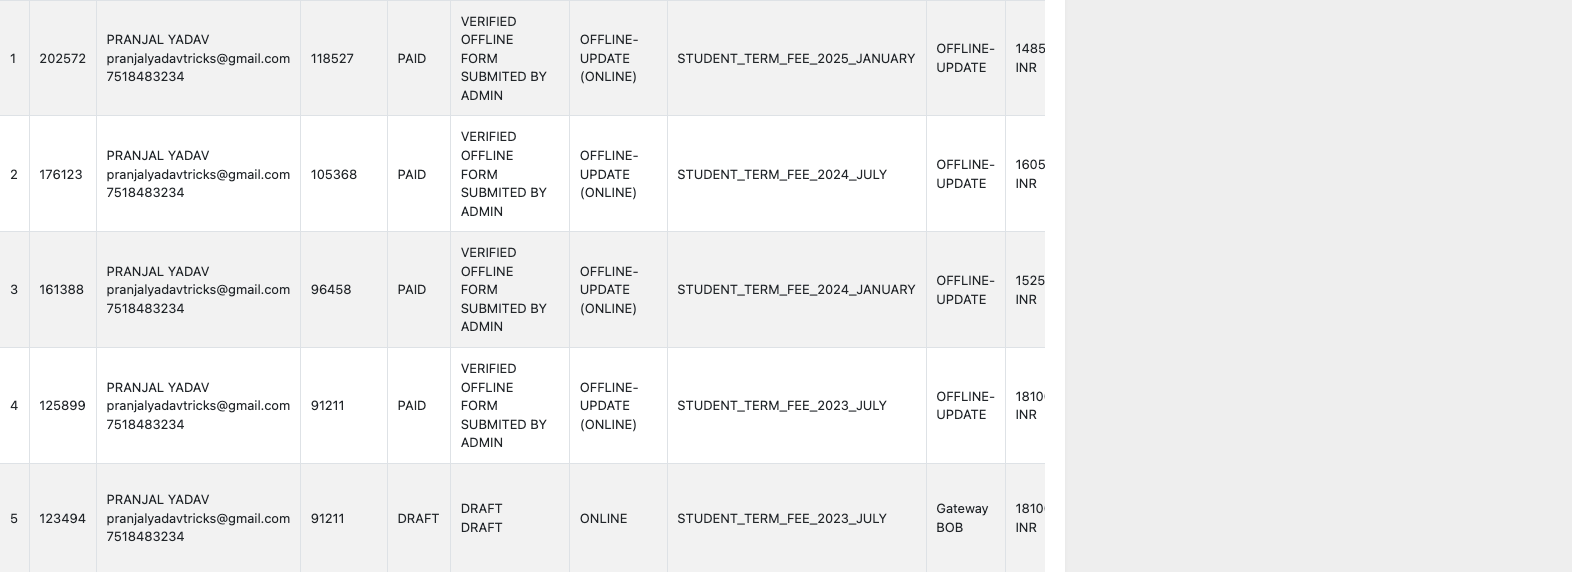 1 202572 PRANJAL YADAV pranjalyadavtricks@gmail.com 7518483234 118527 PAID VERIFIED OFFLINE FORM SUBMITED BY ADMIN OFFLINE-UPDATE (ONLINE) STUDENT_TERM_FEE_2025_JANUARY OFFLINE-UPDATE 1485 INR
2 176123 PRANJAL YADAV pranjalyadavtricks@gmail.com 7518483234 105368 PAID VERIFIED OFFLINE FORM SUBMITED BY ADMIN OFFLINE-UPDATE (ONLINE) STUDENT_TERM_FEE_2024_JULY OFFLINE-UPDATE 1605 INR
3 161388 PRANJAL YADAV pranjalyadavtricks@gmail.com 7518483234 96458 PAID VERIFIED OFFLINE FORM SUBMITED BY ADMIN OFFLINE-UPDATE (ONLINE) STUDENT_TERM_FEE_2024_JANUARY OFFLINE-UPDATE 1525 INR
4 125899 PRANJAL YADAV pranjalyadavtricks@gmail.com 7518483234 91211 PAID VERIFIED OFFLINE FORM SUBMITED BY ADMIN OFFLINE-UPDATE (ONLINE) STUDENT_TERM_FEE_2023_JULY OFFLINE-UPDATE 1810 INR
5 123494 PRANJAL YADAV pranjalyadavtricks@gmail.com 7518483234 91211 DRAFT DRAFT DRAFT ONLINE STUDENT_TERM_FEE_2023_JULY Gateway BOB 1810 INR